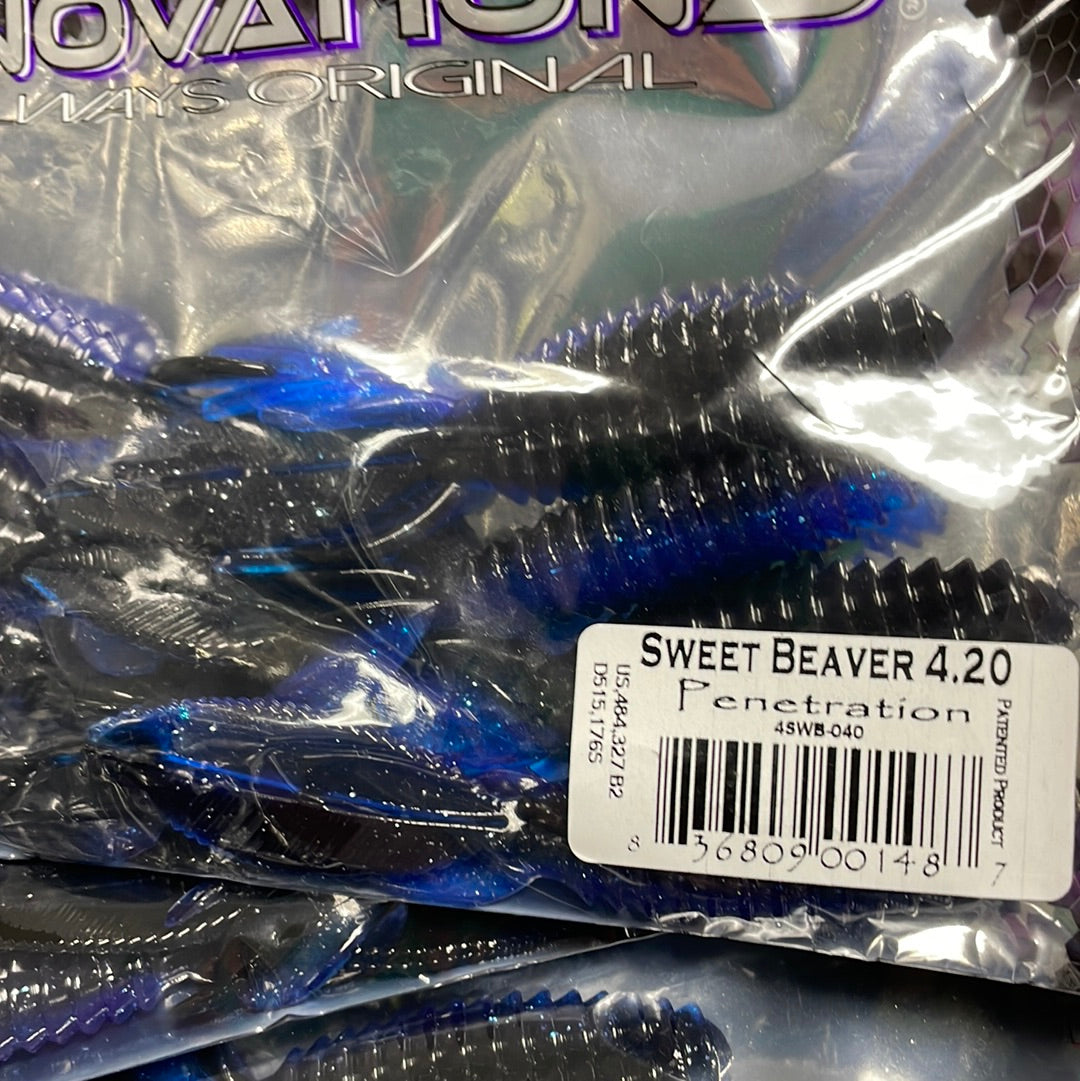 NOVATIONS
LWAYS ORIGINAL
SWEET BEAVER 4.20
Penetration
4SWB-040
US,484,327 B2
D515,176S
PATENTED PRODUCT
8 36809 00148 7